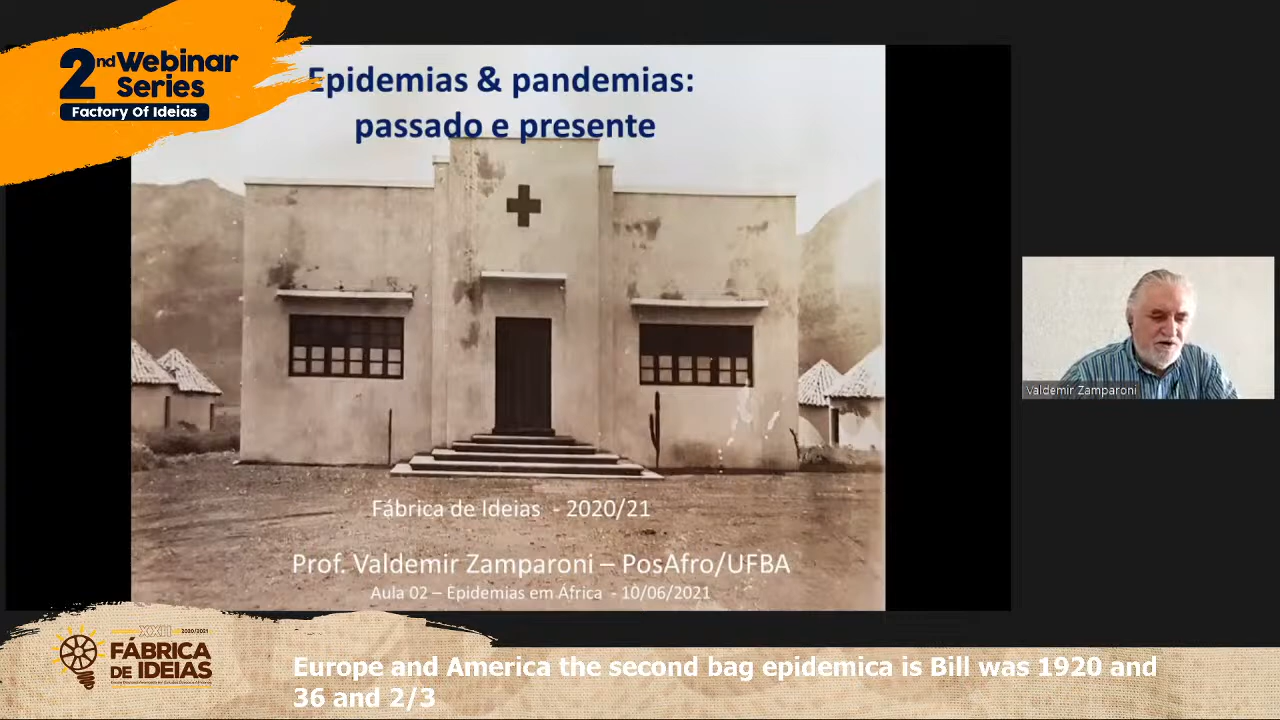 2nd Webinar
Series
Factory Of Ideias
Epidemias & pandemias:
passado e presente
Fábrica de Ideias - 2020/21
Prof. Valdemir Zamparoni – PosAfro/UFBA
Aula 02 – Epidemias em África - 10/06/2021
Valdemir Zamparoni
XXII 2020/2021
FÁBRICA
DE IDEIAS
Europe and America the second bag epidemica is Bill was 1920 and
36 and 2/3